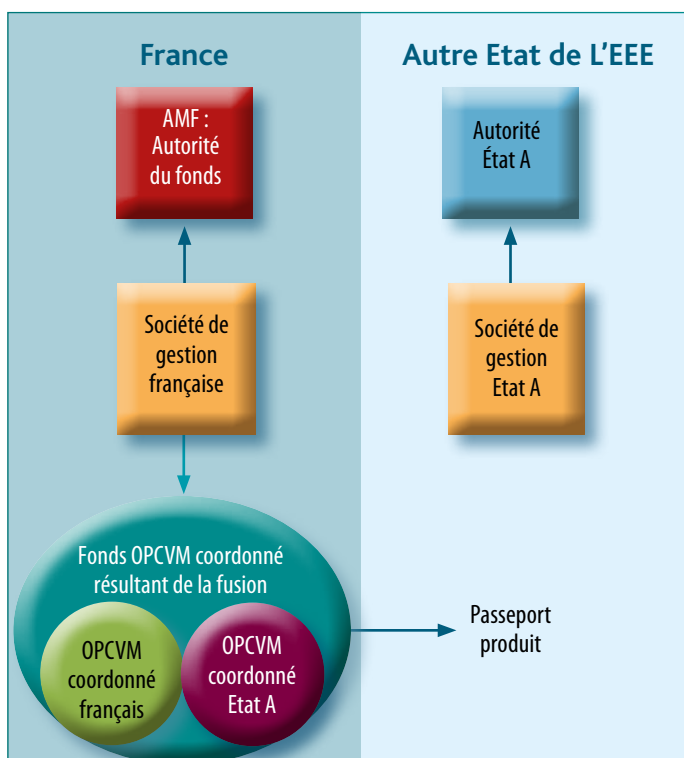 France
Autre Etat de L'EEE
AMF :
Autorité
du fonds
Autorité
État A
Société de
gestion
française
Société de
gestion
Etat A
Fonds OPCVM coordonné
résultant de la fusion
OPCVM
coordonné
français
OPCVM
coordonné
Etat A
Passeport
produit